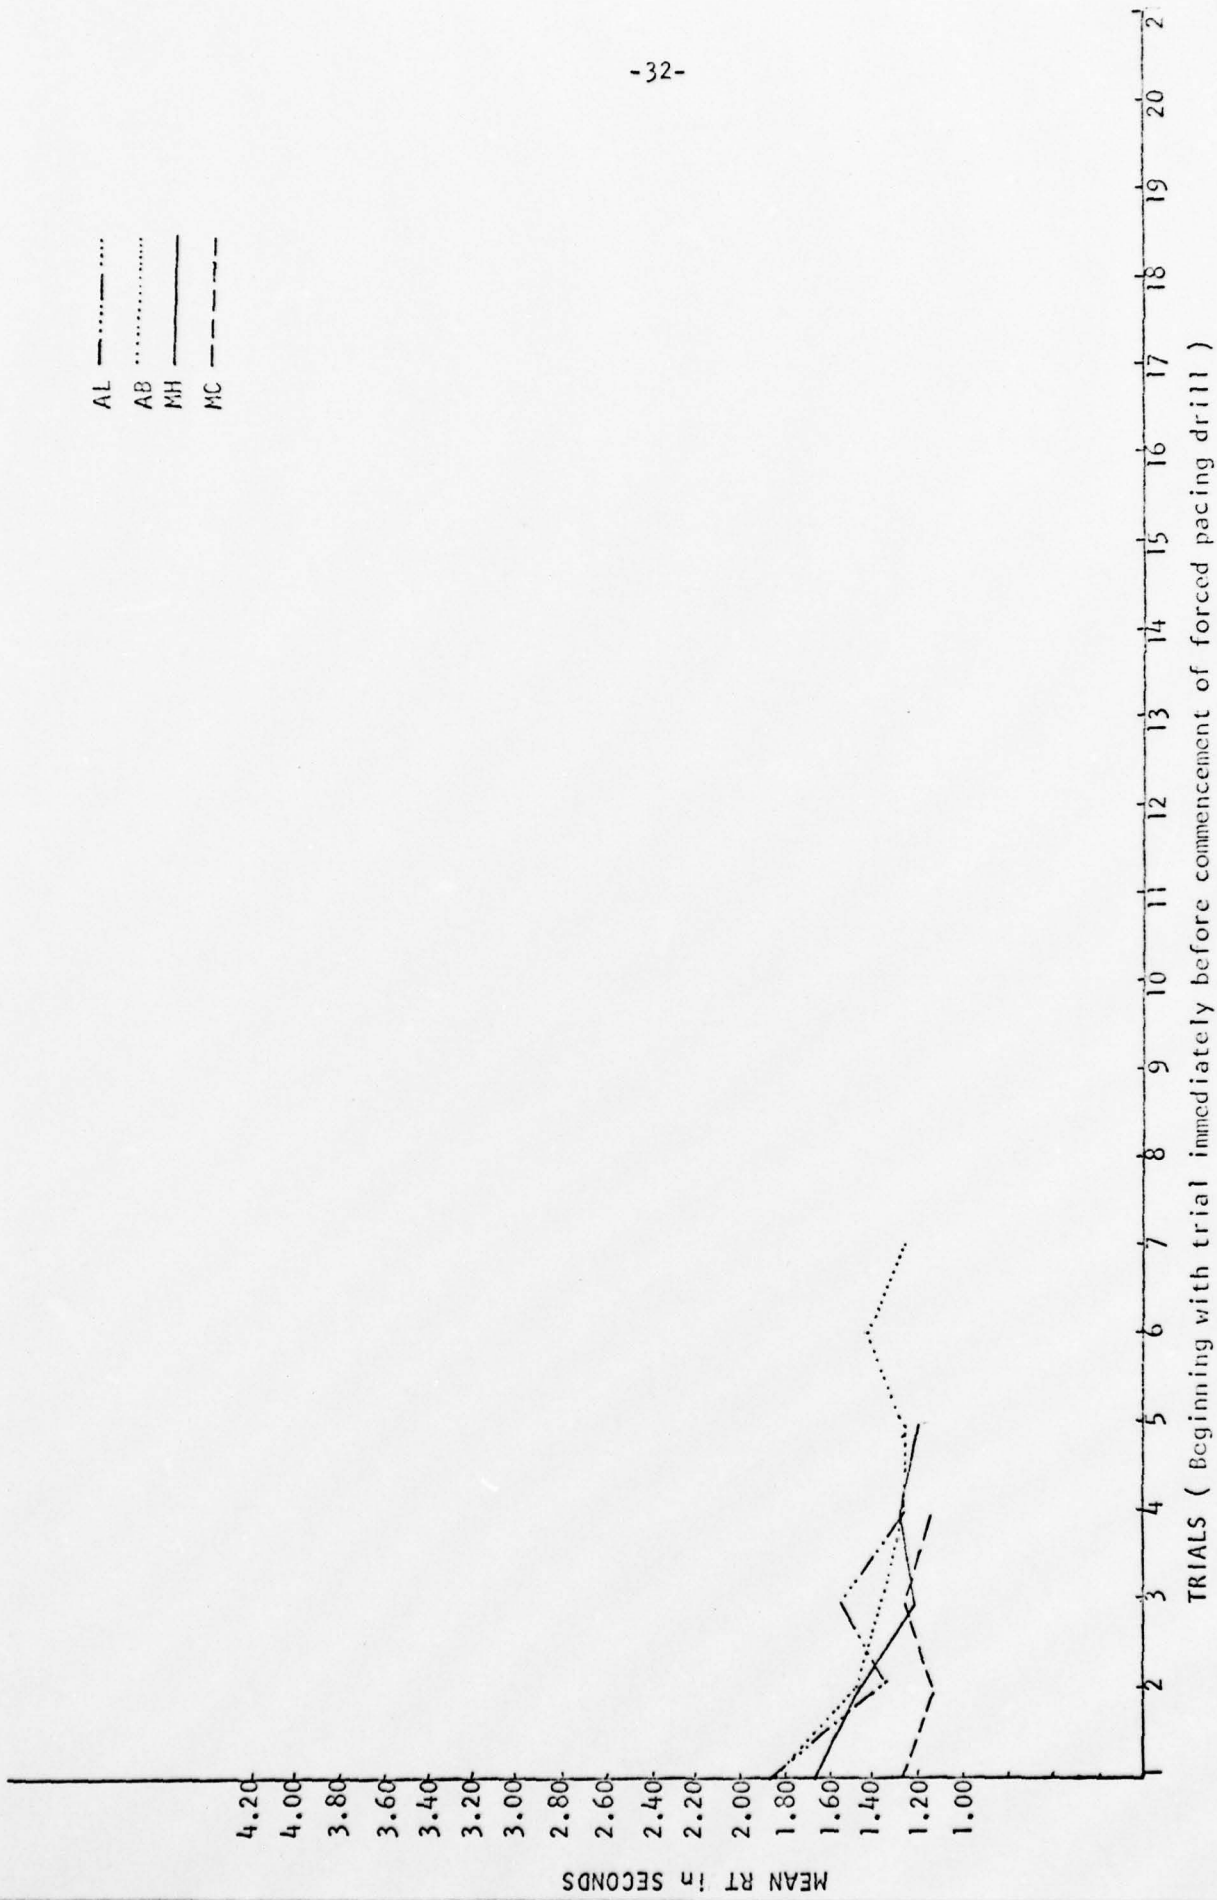 -32-
AL
AB
MH
MC
MEAN RT in SECONDS
4.20
4.00
3.80
3.60
3.40
3.20
3.00
2.80
2.60
2.40
2.20
2.00
1.80
1.60
1.40
1.20
1.00
2 3 4 5 6 7 8 9 10 11 12 13 14 15 16 17 18 19 20 2
TRIALS ( Beginning with trial immediately before commencement of forced pacing drill )